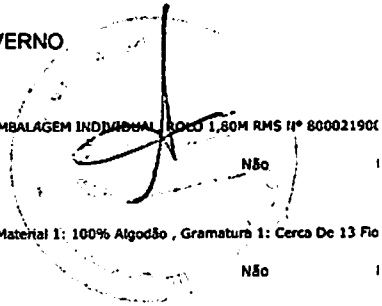 VERNO
MBALAGEM INDIVIDUAL, ROLO 1,80M RMS Nº 800021900
Não
Material 1: 100% Algodão , Gramatura 1: Cerca De 13 Fio
Não